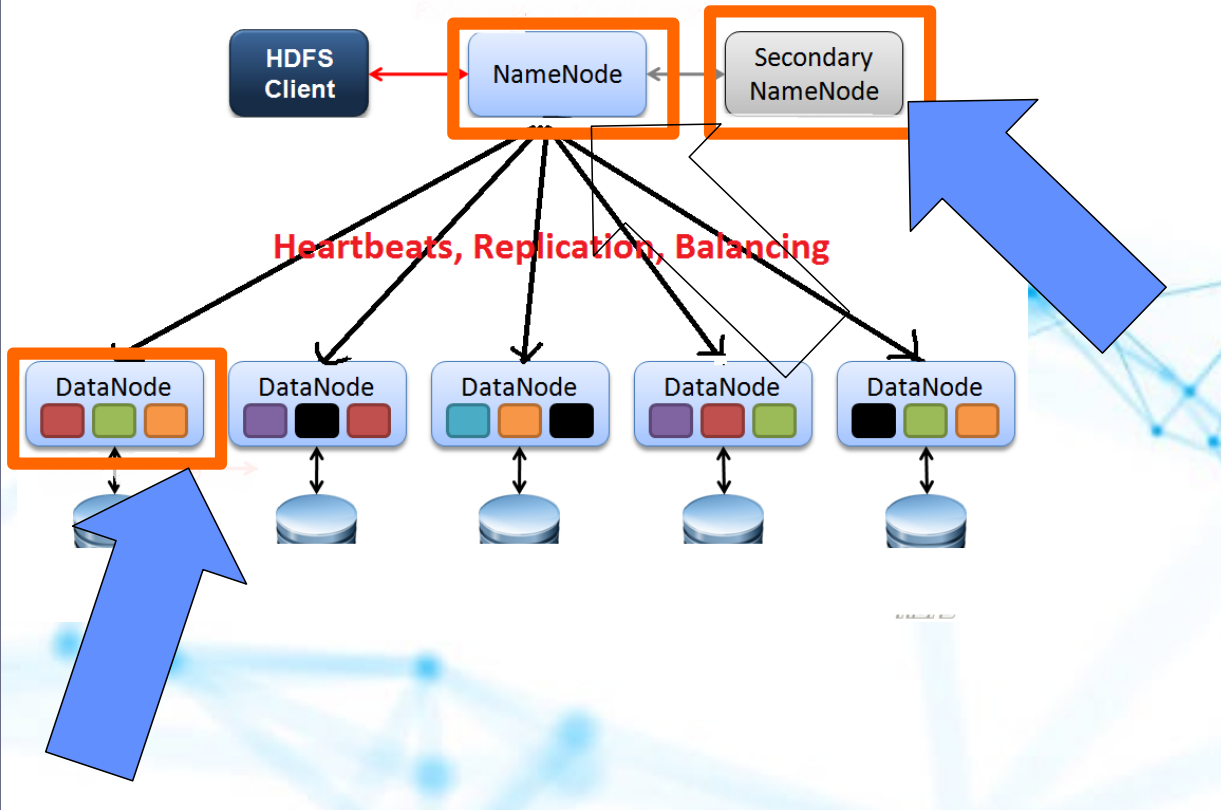 HDFS
Client
NameNode
Secondary
NameNode
Heartbeats, Replication, Balancing
DataNode
DataNode
DataNode
DataNode
DataNode